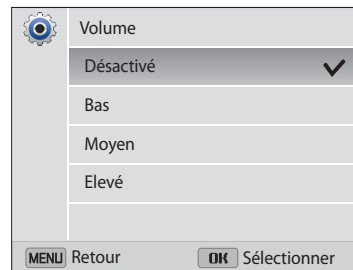 Volume
Désactivé
Bas
Moyen
Elevé
MENU Retour OK Sélectionner